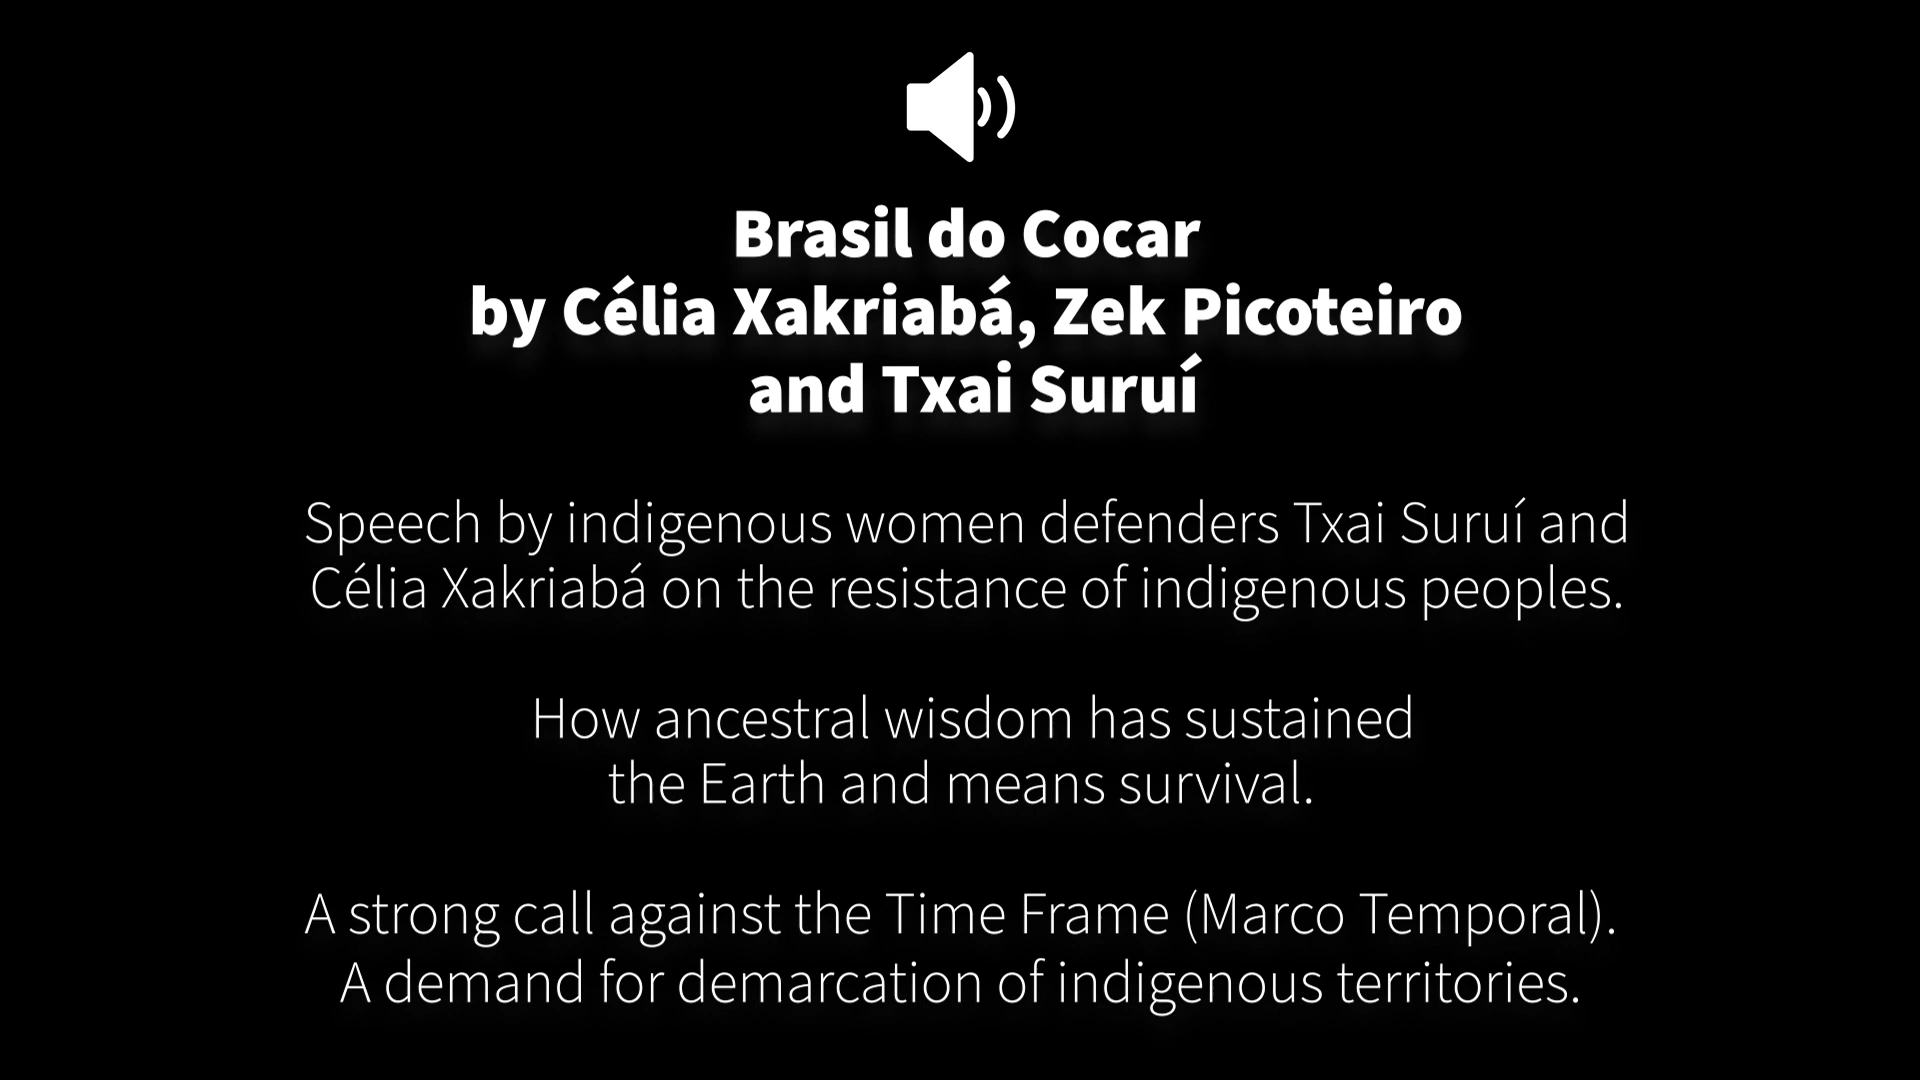 Brasil do Cocar
by Célia Xakriabá, Zek Picoteiro
and Txai Suruí
Speech by indigenous women defenders Txai Suruí and
Célia Xakriabá on the resistance of indigenous peoples.
How ancestral wisdom has sustained
the Earth and means survival.
A strong call against the Time Frame (Marco Temporal).
A demand for demarcation of indigenous territories.